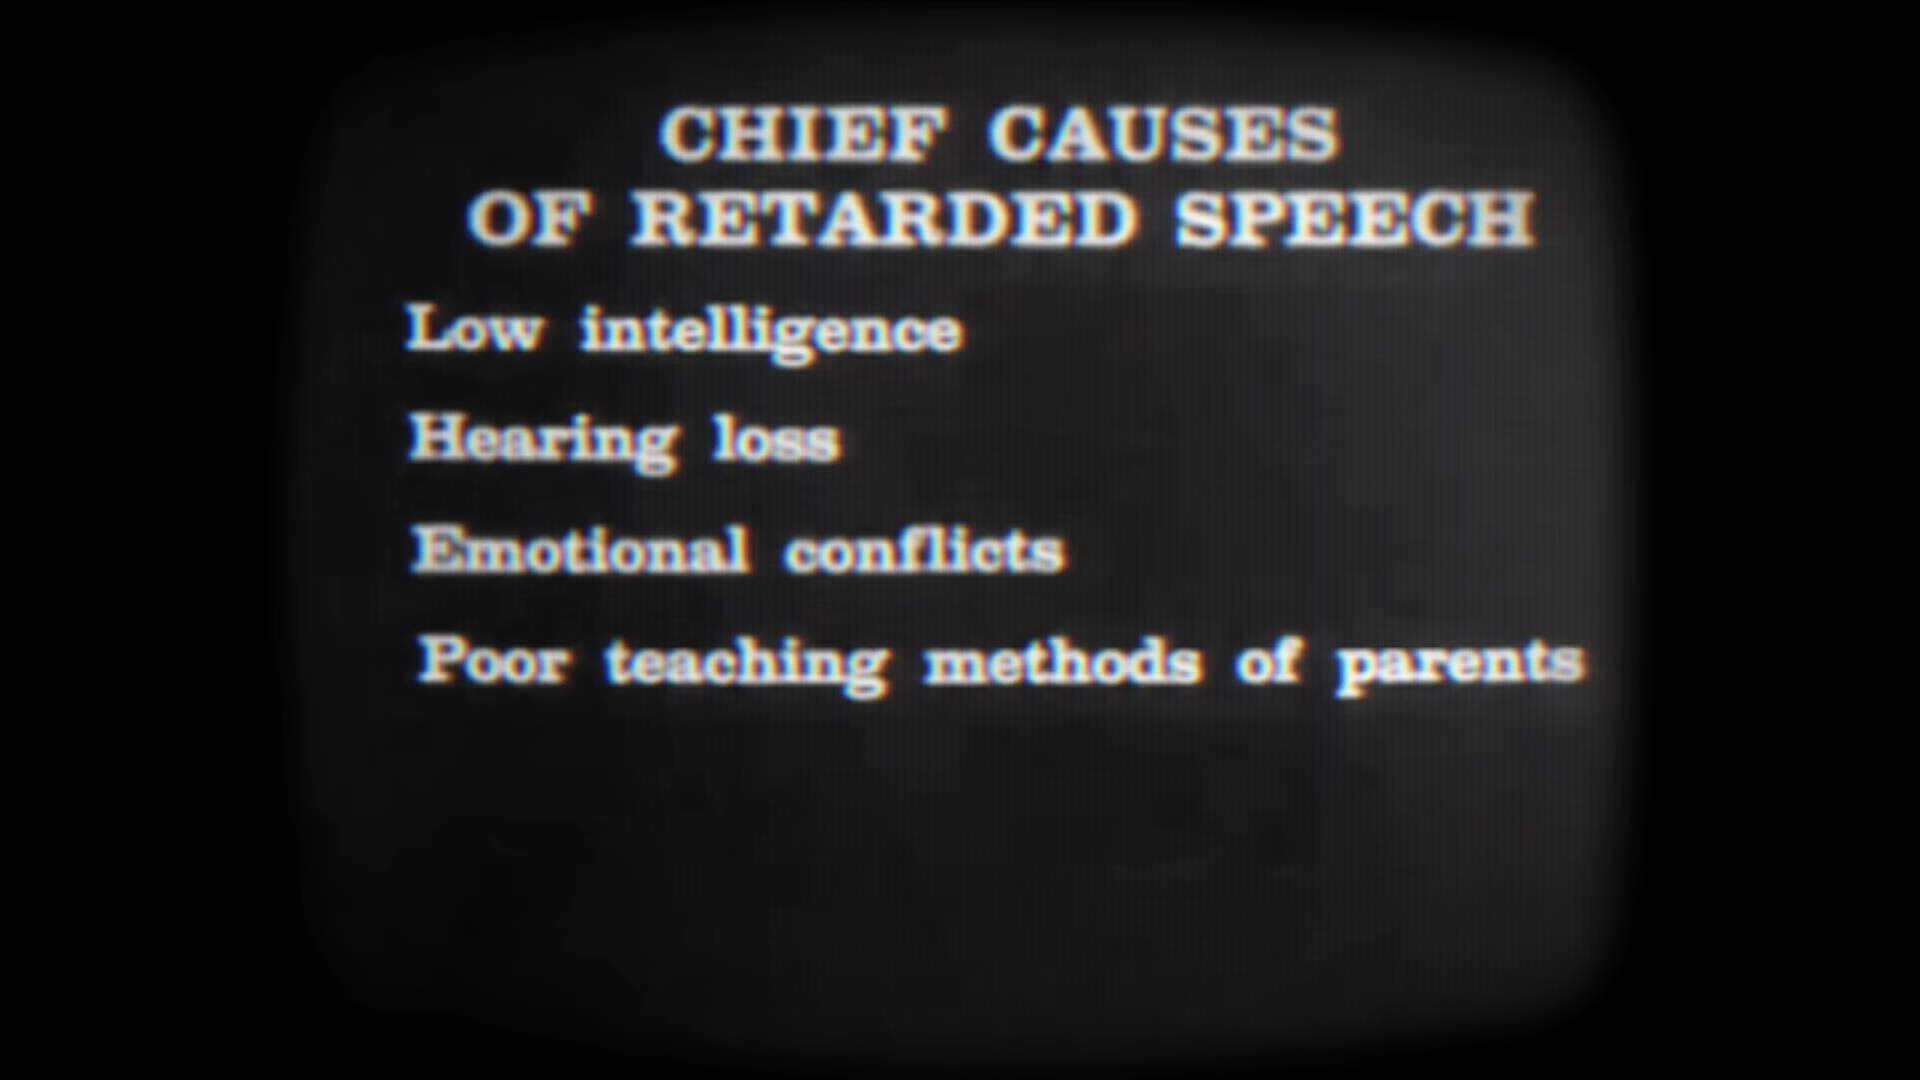 CHIEF CAUSES
OF RETARDED SPEECH
Low intelligence
Hearing loss
Emotional conflicts
Poor teaching methods of parents